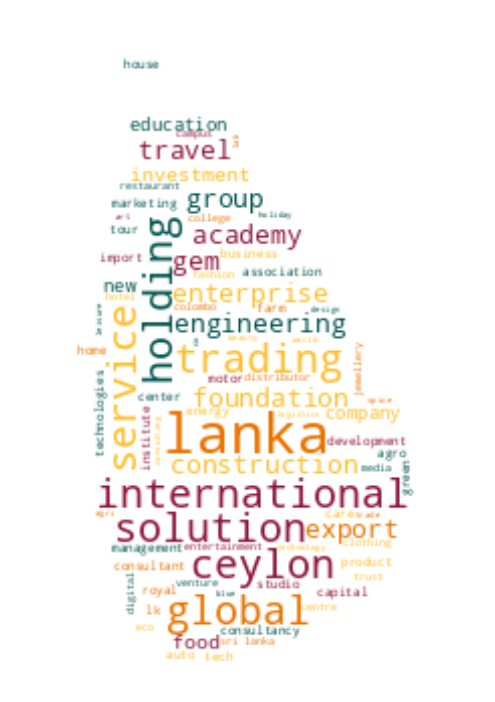 house
education
campus
travel
investment
restaurant
group
marketing
art
college
holiday
tour
academy
holding
import
gem
business
fashion
association
new
hotel
enterprise
leisure
colombo
farm
design
engineering
service
beauty
world
home
trading
jewellery
technologies
motor
distributor
center
foundation
space
institute
energy
company
logistics
consulting
lanka
development
construction
agro
media
green
international
agri
solution
care
trade
export
management
entertainment
technology
clothing
ceylon
consultant
product
digital
venture
studio
trust
royal
blue
capital
lk
global
centre
eco
consultancy
food
sri lanka
auto
tech